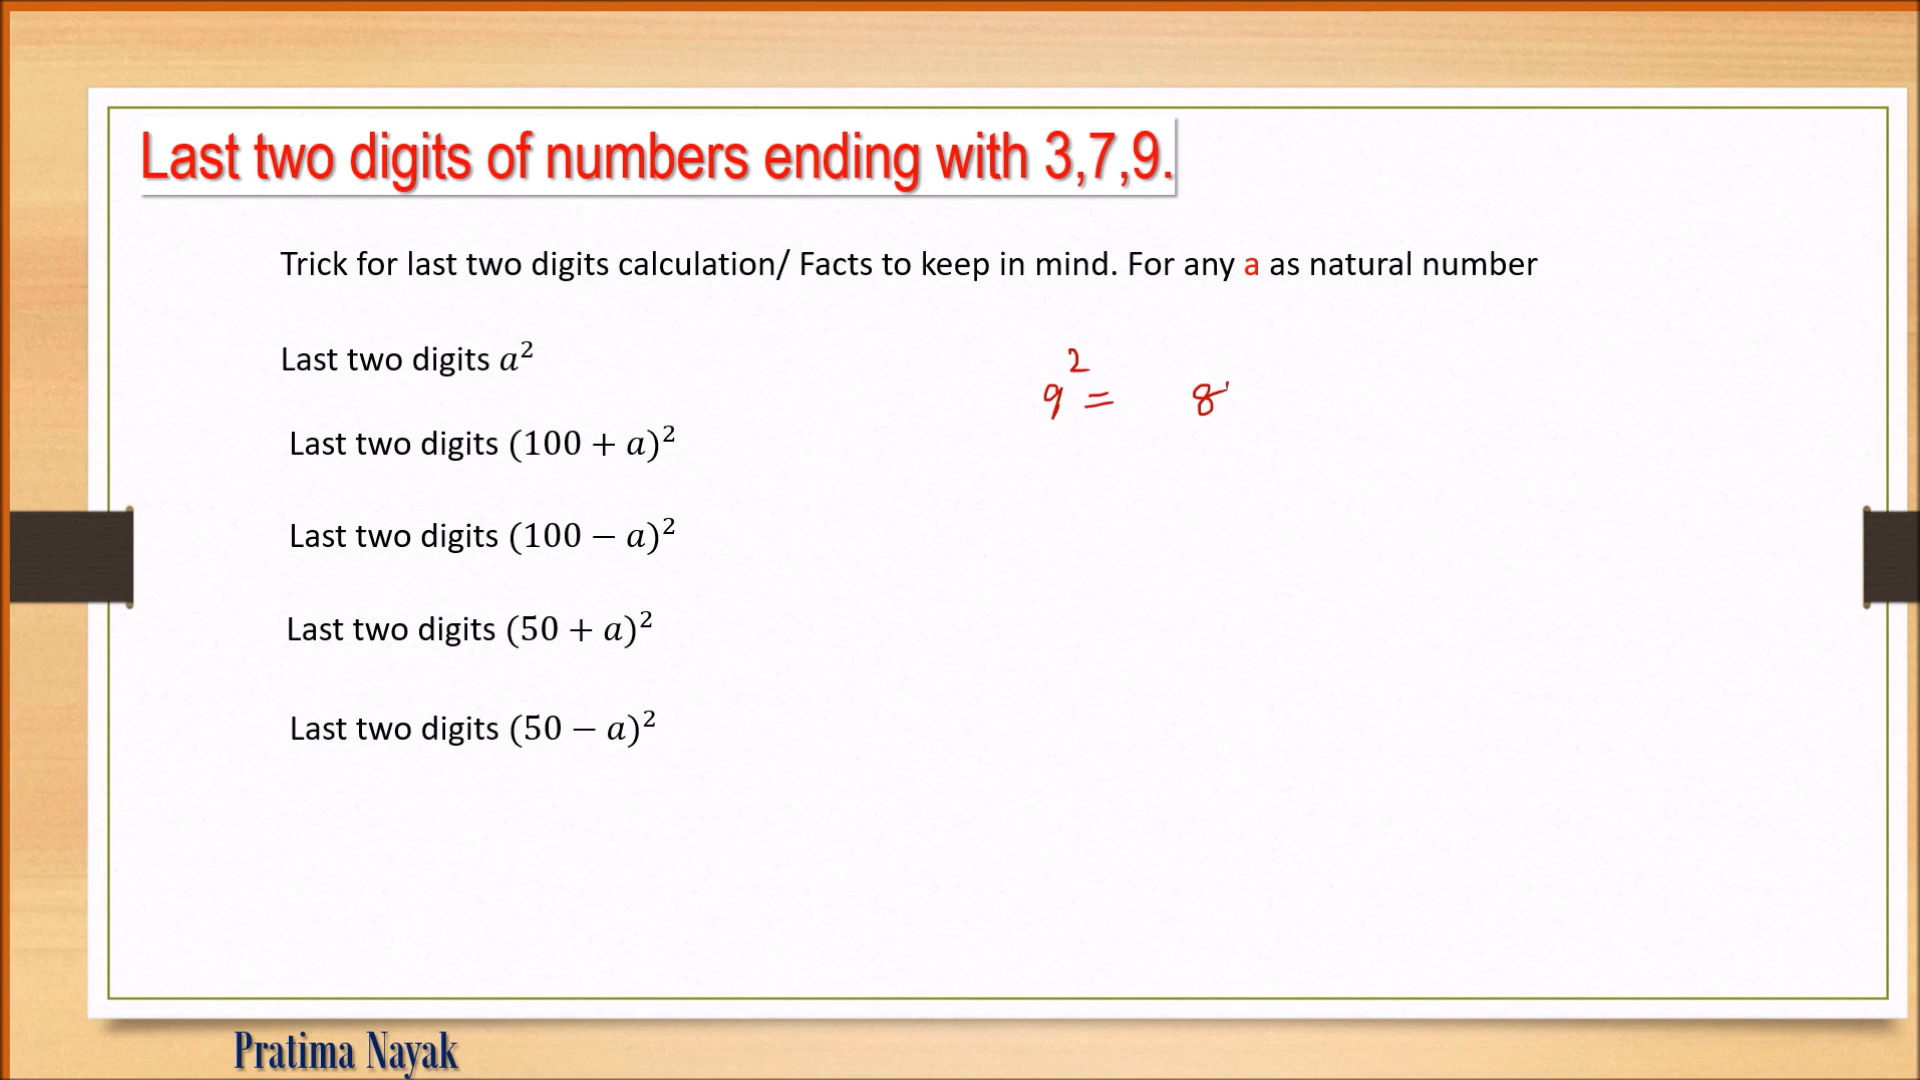 Last two digits of numbers ending with 3,7,9.
Trick for last two digits calculation/ Facts to keep in mind. For any a as natural number
Last two digits a²
9² = 8
Last two digits (100 + a)²
Last two digits (100 − a)²
Last two digits (50 + a)²
Last two digits (50 − a)²
Pratima Nayak